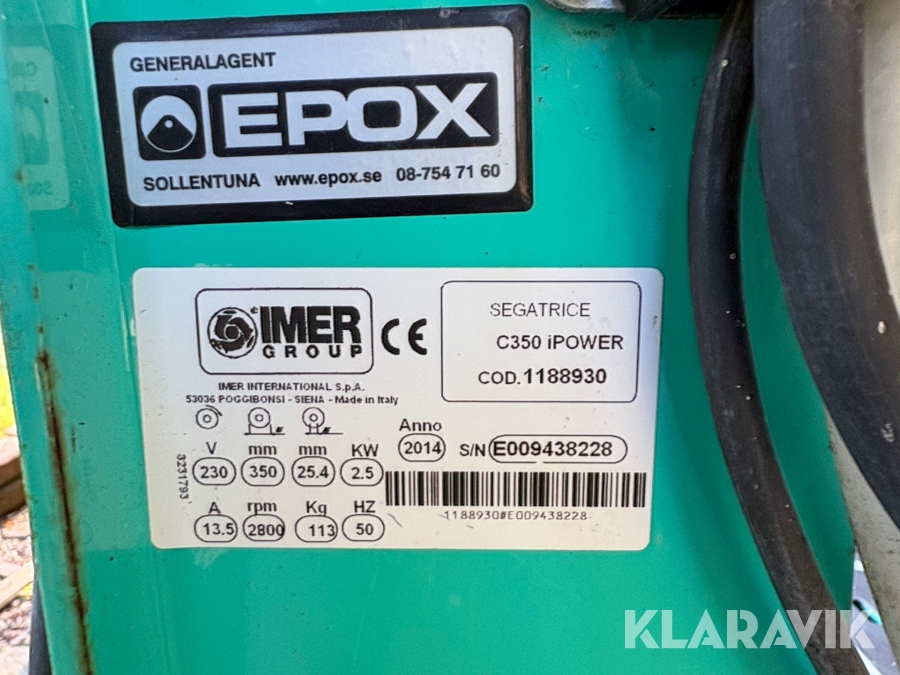 GENERALAGENT
EPOX
SOLLENTUNA www.epox.se 08-754 71 60
IMER
GROUP
CE
SEGATRICE
C350 iPOWER
COD. 1188930
IMER INTERNATIONAL S.p.A.
53036 POGGIBONSI - SIENA - Made in Italy
V mm mm KW
230 350 25.4 2.5
A rpm Kg HZ
13.5 2800 113 50
3231793
Anno
2014 S/N E009438228
1188930#E009438228
KLARAVIK